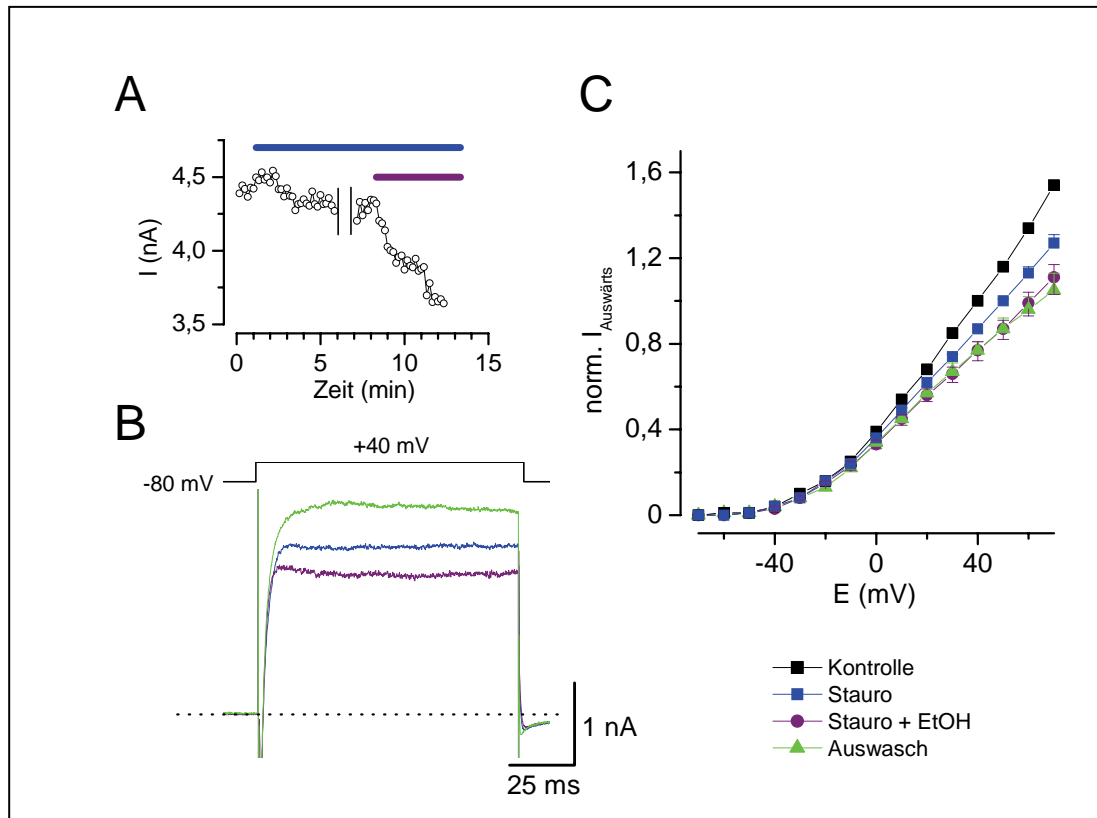 A
I (nA)
4,5
4,0
3,5
0 5 10 15
Zeit (min)
B
+40 mV
-80 mV
1 nA
25 ms
C
norm. I Auswärts
1,6
1,2
0,8
0,4
0
-40 0 40
E (mV)
Kontrolle
Stauro
Stauro + EtOH
Auswasch